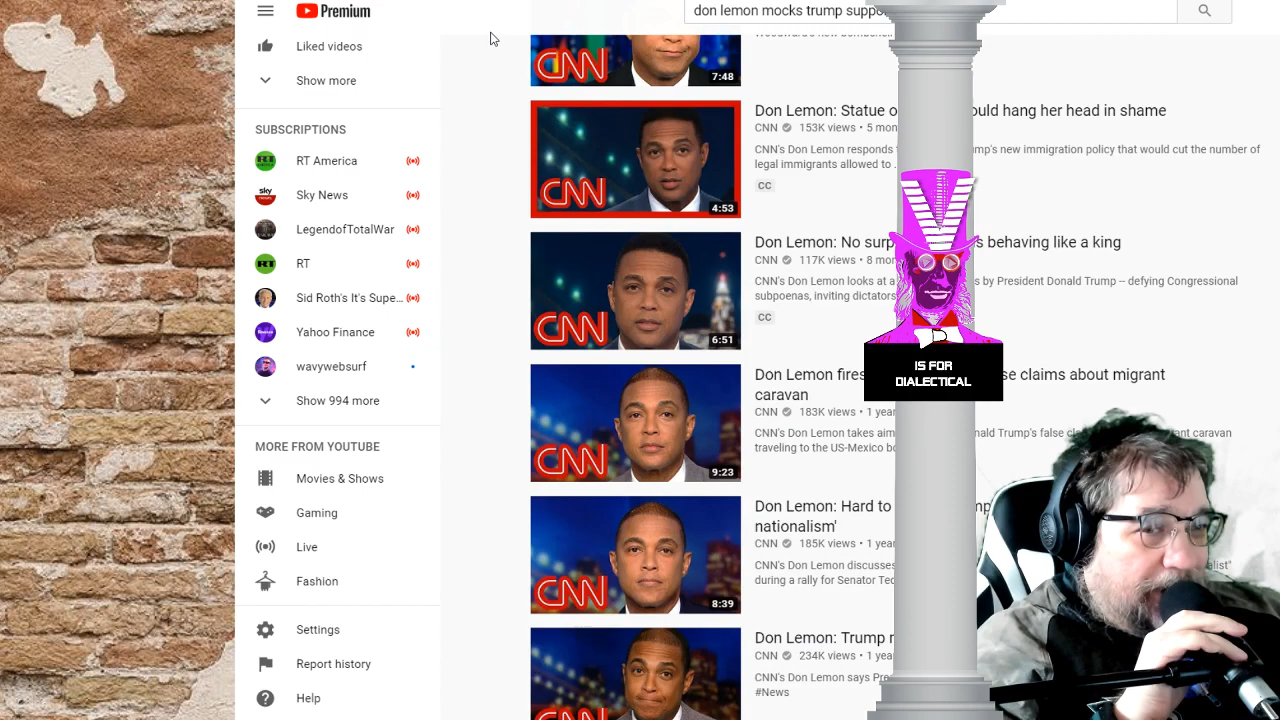 Premium
don lemon mocks trump suppo
Liked videos
Show more
SUBSCRIPTIONS
RT America
Sky News
LegendofTotalWar
RT
Sid Roth's It's Supe...
Yahoo Finance
wavywebsurf
Show 994 more
MORE FROM YOUTUBE
Movies & Shows
Gaming
Live
Fashion
Settings
Report history
Help
CNN
7:48
CNN
4:53
Don Lemon: Statue o ould hang her head in shame
CNN 153K views • 5 mon
CNN's Don Lemon responds mp's new immigration policy that would cut the number of
legal immigrants allowed to
CC
CNN
6:51
Don Lemon: No surp s behaving like a king
CNN 117K views • 8 mon
CNN's Don Lemon looks at a s by President Donald Trump -- defying Congressional
subpoenas, inviting dictators
CC
CNN
9:23
Don Lemon fires se claims about migrant
caravan
CNN 183K views • 1 year
CNN's Don Lemon takes aim nald Trump's false cl ant caravan
traveling to the US-Mexico bo
CNN
8:39
Don Lemon: Hard to mp
nationalism'
CNN 185K views • 1 year
CNN's Don Lemon discusses alist"
during a rally for Senator Te
CNN
Don Lemon: Trump
CNN 234K views • 1 year
CNN's Don Lemon says Pre
#News
V
D
IS FOR
DIALECTICAL